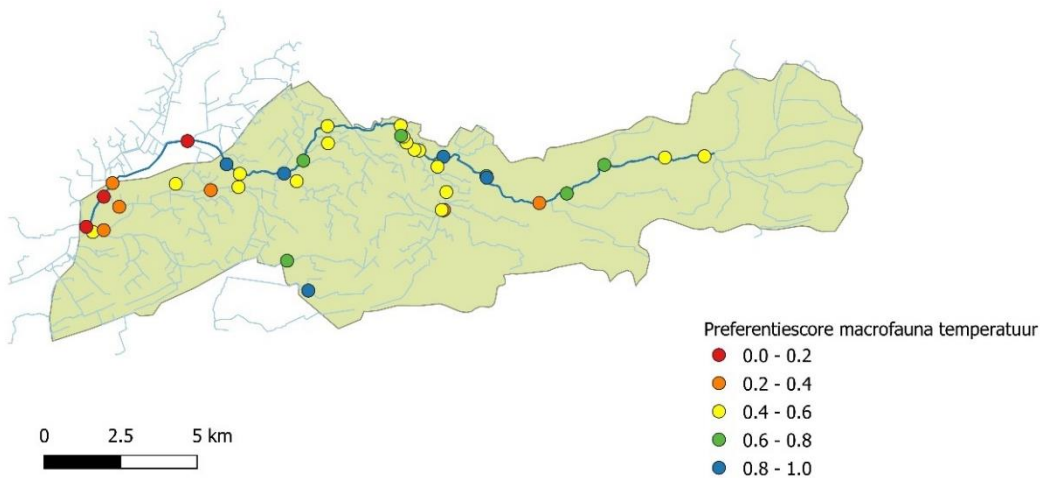 Preferentiescore macrofauna temperatuur
0.0 - 0.2
0.2 - 0.4
0.4 - 0.6
0.6 - 0.8
0.8 - 1.0
0 2.5 5 km